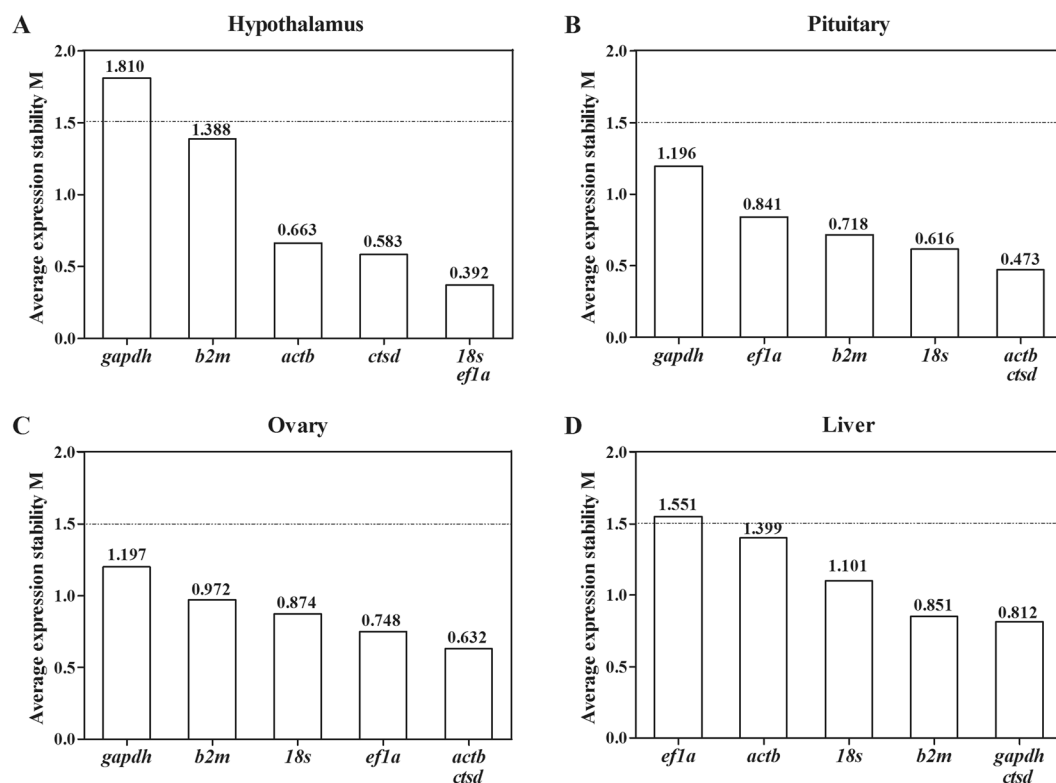 A
Hypothalamus
Average expression stability M
2.0
1.5
1.0
0.5
0.0
1.810
1.388
0.663
0.583
0.392
gapdh b2m actb ctsd 18s
ef1a
B
Pituitary
Average expression stability M
2.0
1.5
1.0
0.5
0.0
1.196
0.841
0.718
0.616
0.473
gapdh ef1a b2m 18s actb
ctsd
C
Ovary
Average expression stability M
2.0
1.5
1.0
0.5
0.0
1.197
0.972
0.874
0.748
0.632
gapdh b2m 18s ef1a actb
ctsd
D
Liver
Average expression stability M
2.0
1.5
1.0
0.5
0.0
1.551
1.399
1.101
0.851
0.812
ef1a actb 18s b2m gapdh
ctsd